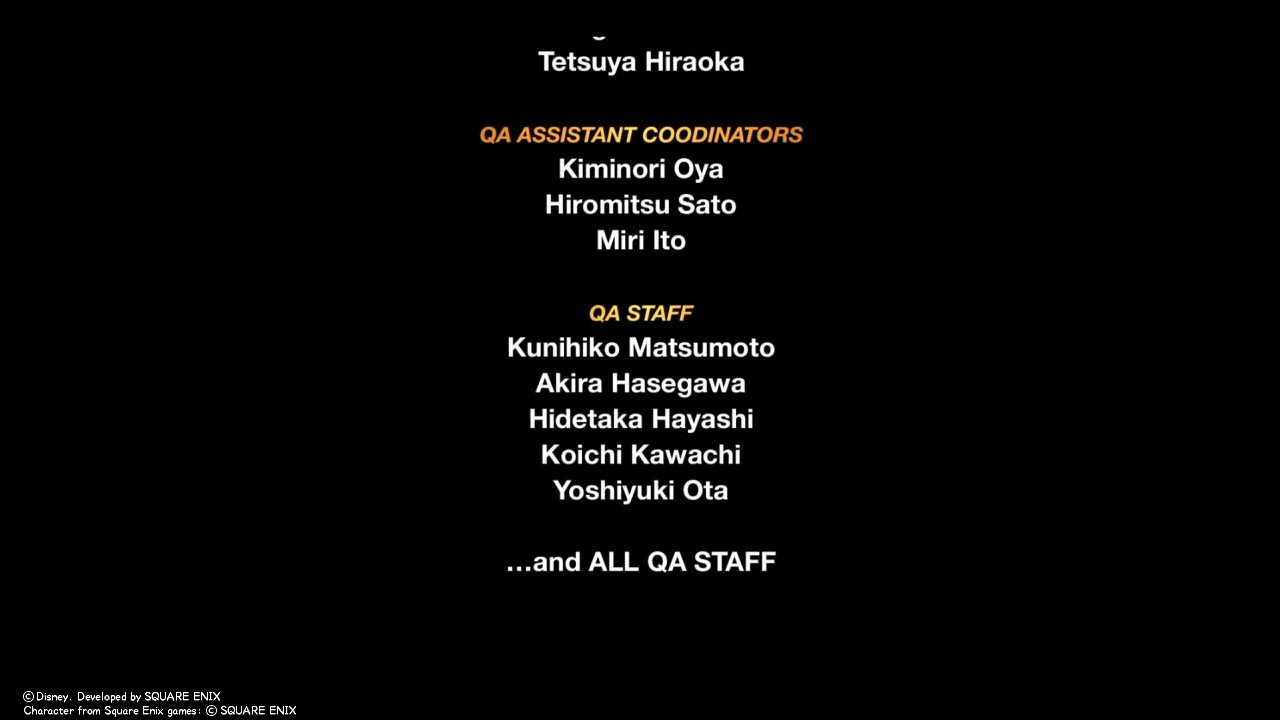 Tetsuya Hiraoka
QA ASSISTANT COODINATORS
Kiminori Oya
Hiromitsu Sato
Miri Ito
QA STAFF
Kunihiko Matsumoto
Akira Hasegawa
Hidetaka Hayashi
Koichi Kawachi
Yoshiyuki Ota
...and ALL QA STAFF
©Disney. Developed by SQUARE ENIX
Character from Square Enix games: © SQUARE ENIX